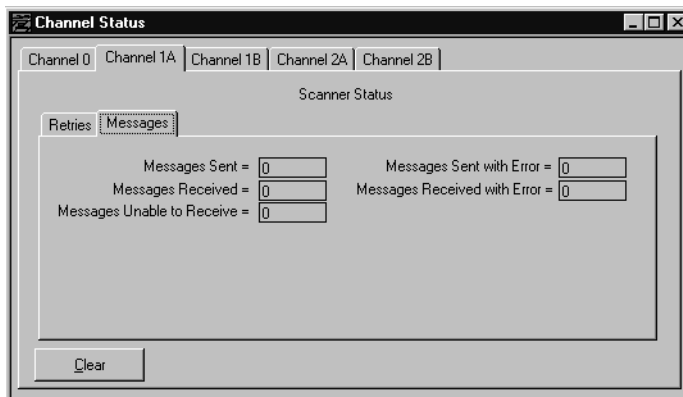 Channel Status
Channel 0 Channel 1A Channel 1B Channel 2A Channel 2B
Scanner Status
Retries Messages
Messages Sent = 0 Messages Sent with Error = 0
Messages Received = 0 Messages Received with Error = 0
Messages Unable to Receive = 0
Clear